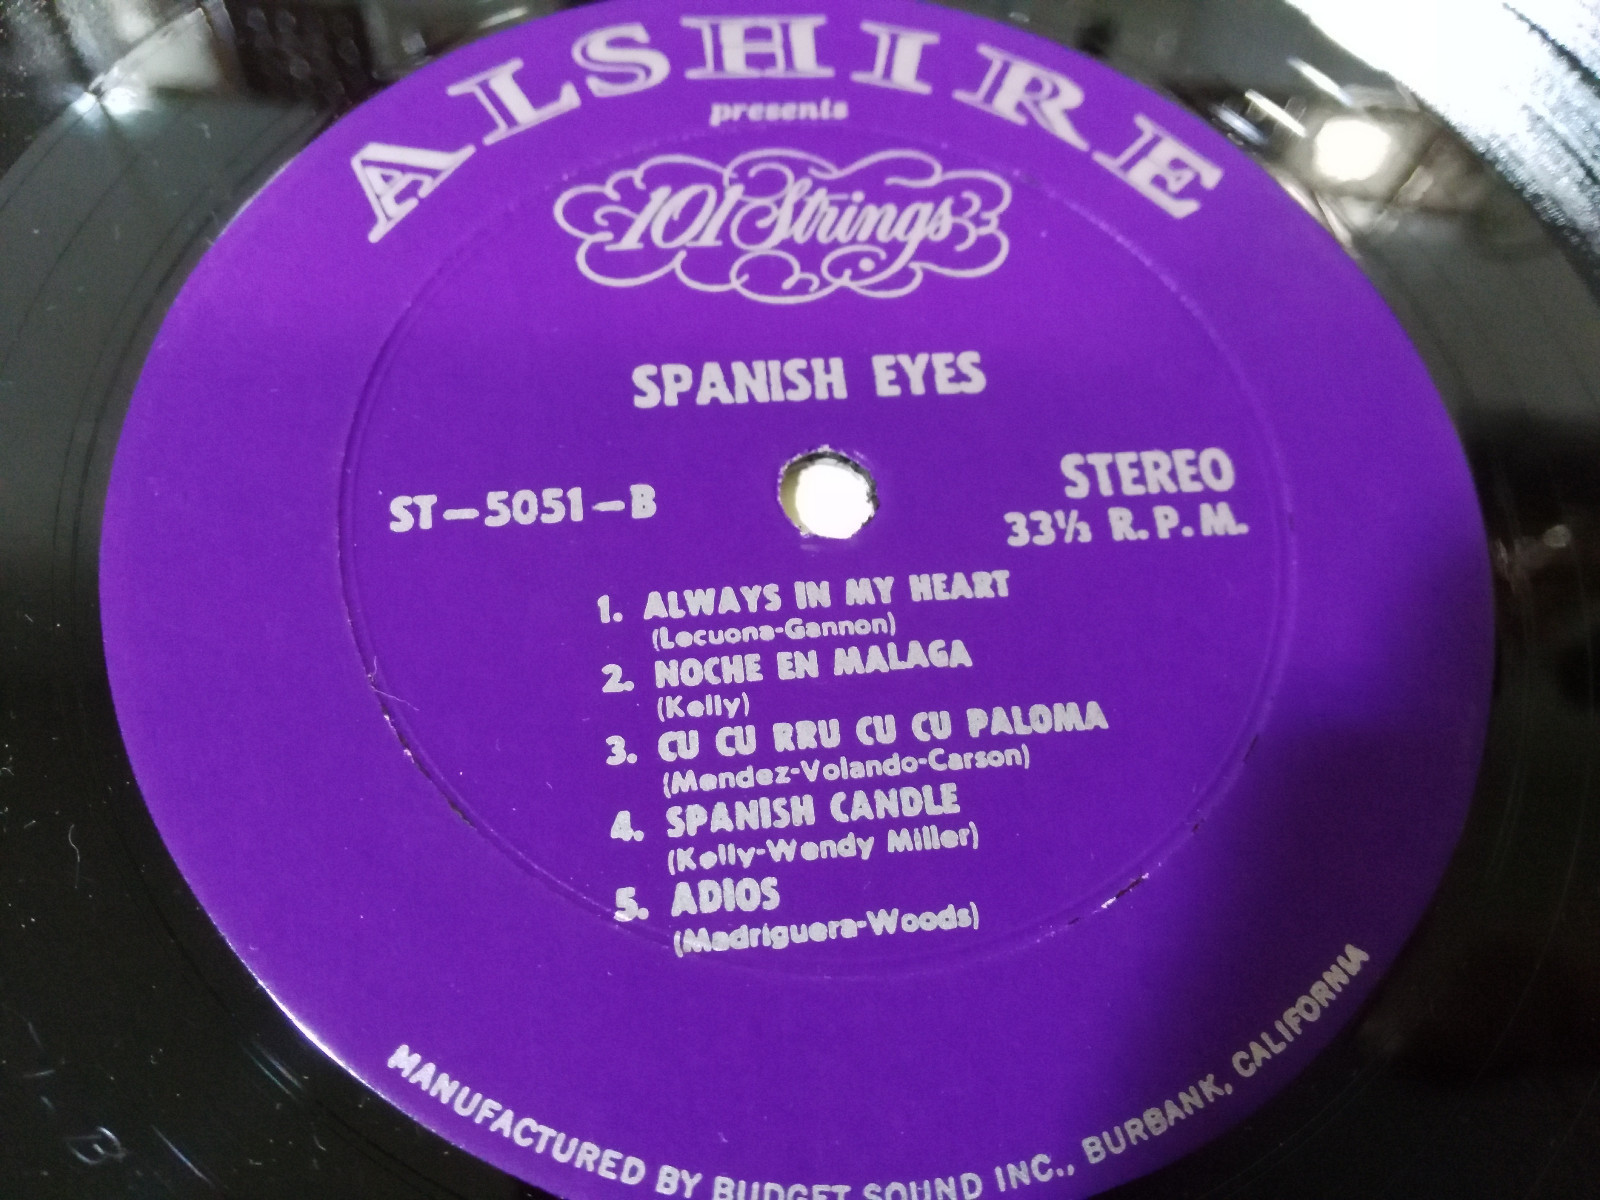 ALSHIRE
presents
101 Strings
SPANISH EYES
ST-5051-B
STEREO
33⅓ R.P.M.
1. ALWAYS IN MY HEART
(Lecuona-Gannon)
2. NOCHE EN MALAGA
(Kelly)
3. CU CU RRU CU CU PALOMA
(Mendez-Volando-Carson)
4. SPANISH CANDLE
(Kelly-Wendy Miller)
5. ADIOS
(Madriguera-Woods)
MANUFACTURED BY BUDGET SOUND INC., BURBANK, CALIFORNIA